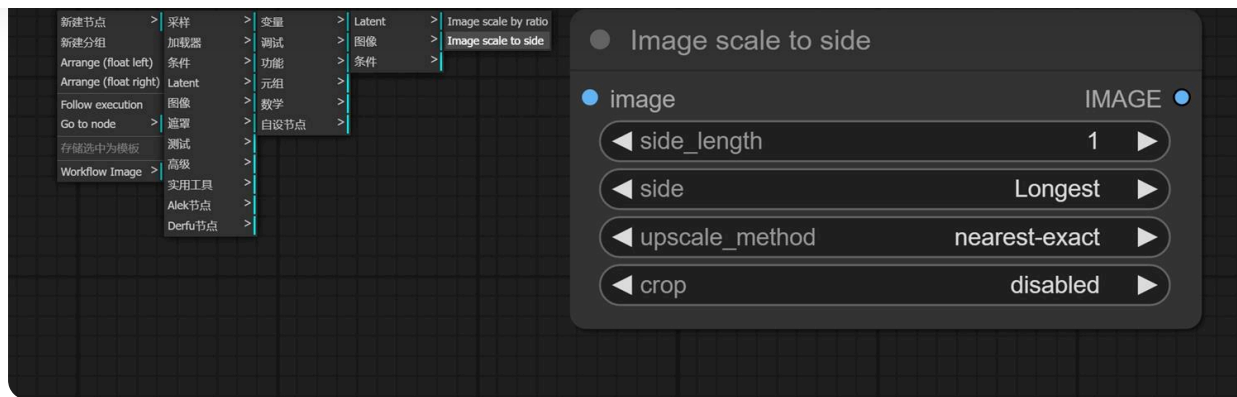 新建节点 >
新建分组
Arrange (float left)
Arrange (float right)
Follow execution
Go to node >
存储选中为模板
Workflow Image >
采样 >
加载器 >
条件 >
Latent >
图像 >
遮罩 >
测试 >
高级 >
实用工具 >
Alek节点 >
Derfu节点 >
变量 >
调试 >
功能 >
元组 >
数学 >
自设节点 >
Latent >
图像 >
条件 >
Image scale by ratio
Image scale to side
Image scale to side
image IMAGE
side_length 1
side Longest
upscale_method nearest-exact
crop disabled